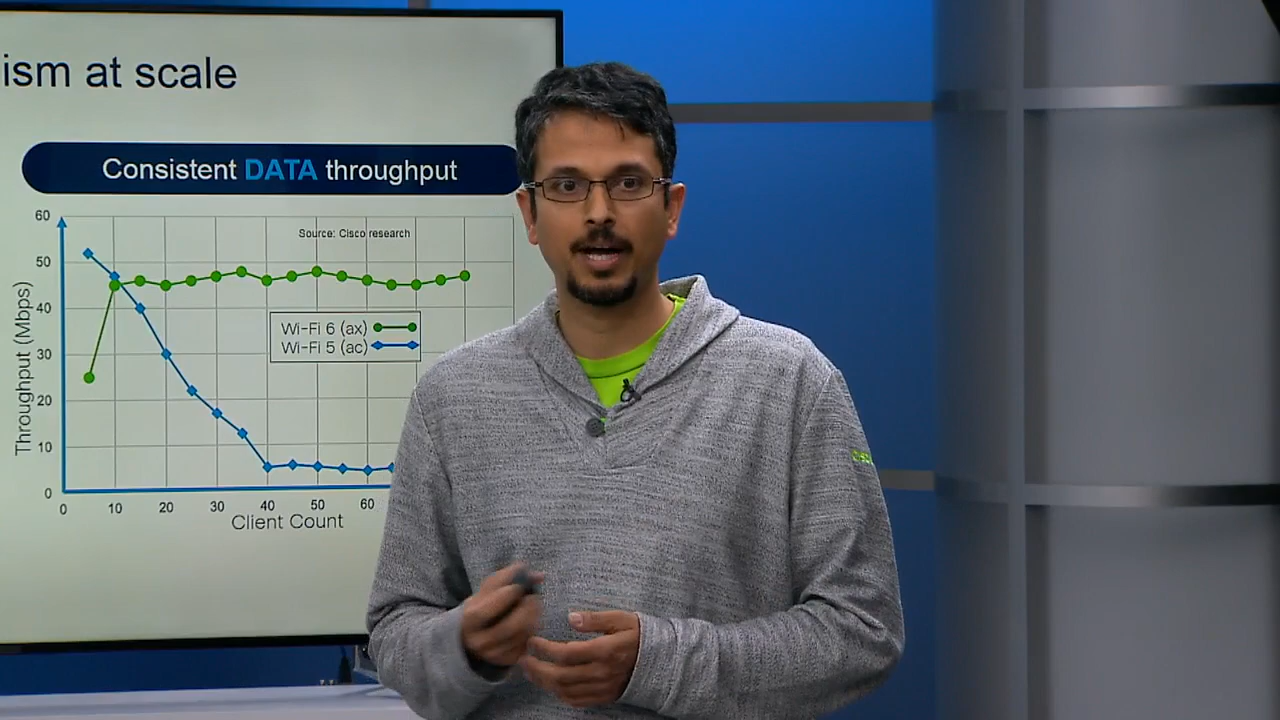 ism at scale
Consistent DATA throughput
Source: Cisco research
60
50
40
30
20
10
0
Throughput (Mbps)
Wi-Fi 6 (ax)
Wi-Fi 5 (ac)
0 10 20 30 40 50 60
Client Count